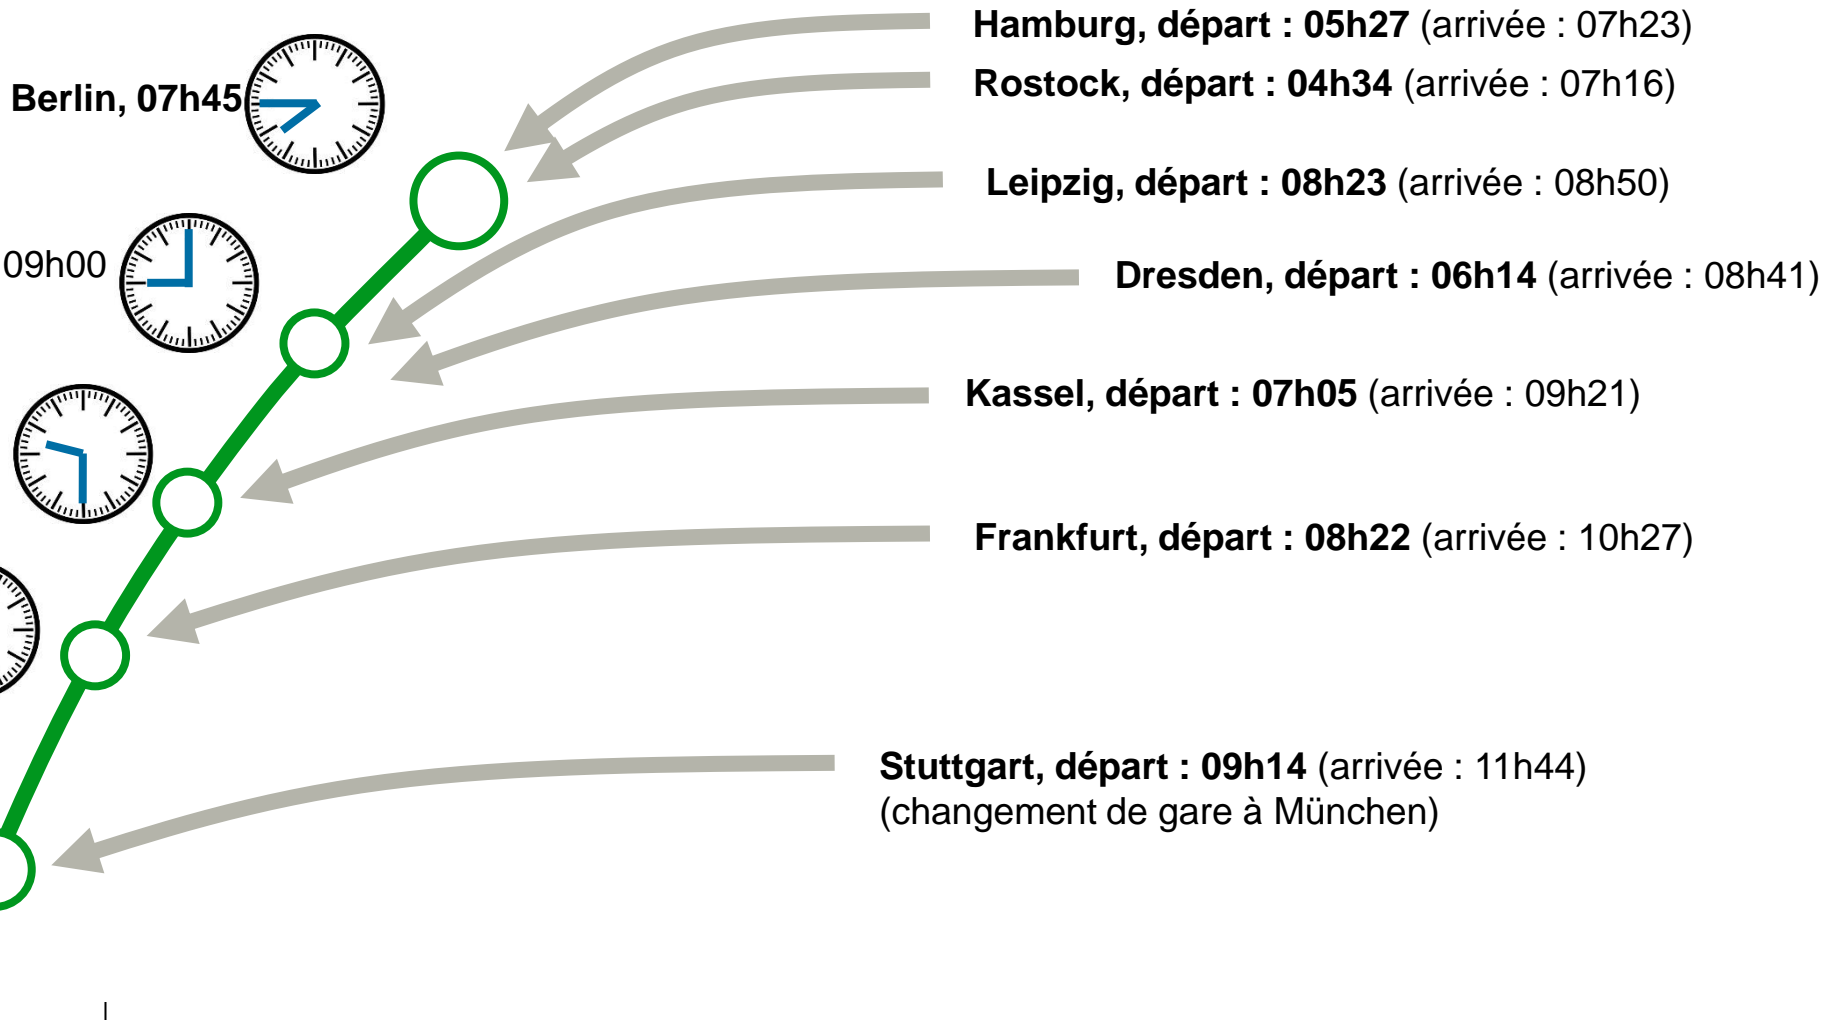 Hamburg, départ : 05h27 (arrivée : 07h23)
Rostock, départ : 04h34 (arrivée : 07h16)
Berlin, 07h45
Leipzig, départ : 08h23 (arrivée : 08h50)
09h00
Dresden, départ : 06h14 (arrivée : 08h41)
Kassel, départ : 07h05 (arrivée : 09h21)
Frankfurt, départ : 08h22 (arrivée : 10h27)
Stuttgart, départ : 09h14 (arrivée : 11h44)
(changement de gare à München)